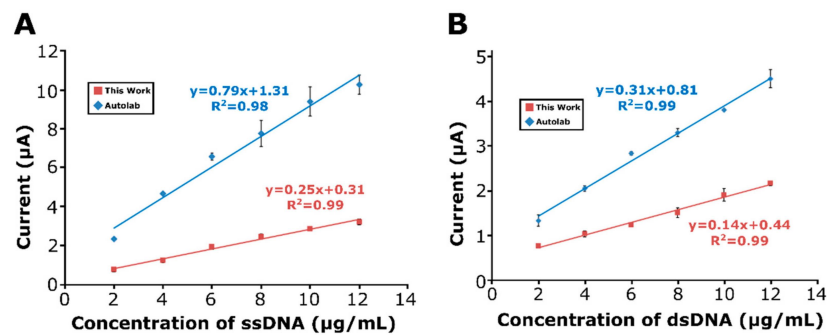 A
12
10
8
6
4
2
0
Current (µA)
This Work
Autolab
y=0.79x+1.31
R²=0.98
y=0.25x+0.31
R²=0.99
0 2 4 6 8 10 12 14
Concentration of ssDNA (µg/mL)
B
5
4
3
2
1
0
Current (µA)
This Work
Autolab
y=0.31x+0.81
R²=0.99
y=0.14x+0.44
R²=0.99
0 2 4 6 8 10 12 14
Concentration of dsDNA (µg/mL)